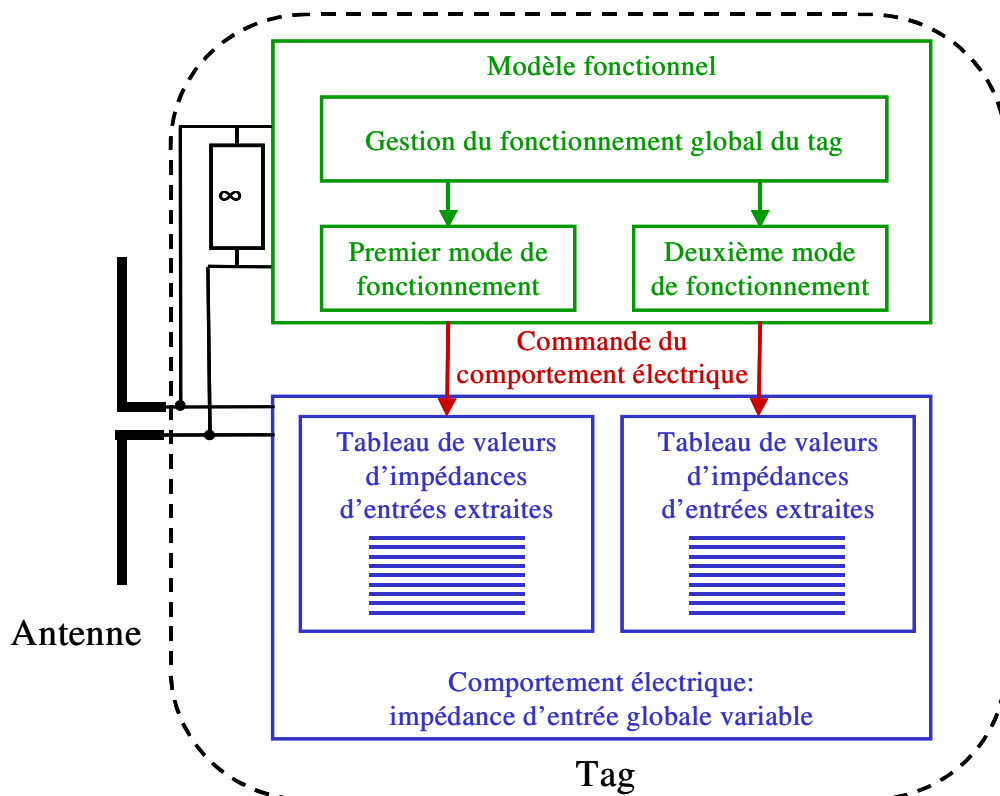 Modèle fonctionnel
Gestion du fonctionnement global du tag
∞
Premier mode de
fonctionnement
Deuxième mode
de fonctionnement
Commande du
comportement électrique
Tableau de valeurs
d’impédances
d’entrées extraites
Tableau de valeurs
d’impédances
d’entrées extraites
Antenne
Comportement électrique:
impédance d’entrée globale variable
Tag